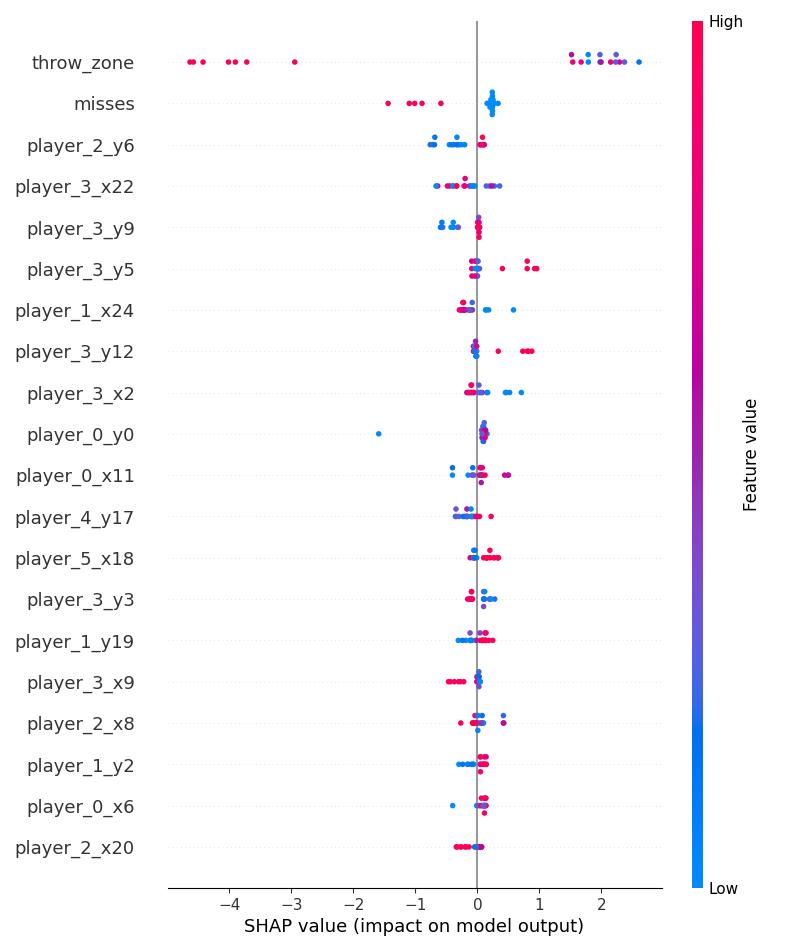 High
throw_zone
misses
player_2_y6
player_3_x22
player_3_y9
player_3_y5
player_1_x24
player_3_y12
player_3_x2
player_0_y0
player_0_x11
player_4_y17
player_5_x18
player_3_y3
player_1_y19
player_3_x9
player_2_x8
player_1_y2
player_0_x6
player_2_x20
Feature value
Low
−4 −3 −2 −1 0 1 2
SHAP value (impact on model output)